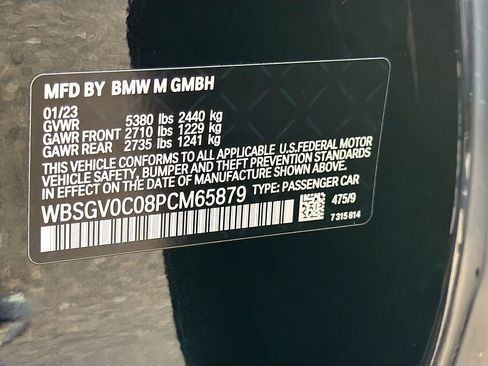 MFD BY BMW M GMBH
01/23
GVWR 5380 lbs 2440 kg
GAWR FRONT 2710 lbs 1229 kg
GAWR REAR 2735 lbs 1241 kg
THIS VEHICLE CONFORMS TO ALL APPLICABLE U.S.FEDERAL MOTOR
VEHICLE SAFETY, BUMPER AND THEFT PREVENTION STANDARDS
IN EFFECT ON THE DATE OF MANUFACTURE SHOWN ABOVE.
WBSGV0C08PCM65879 TYPE: PASSENGER CAR
475/9
7 315 814